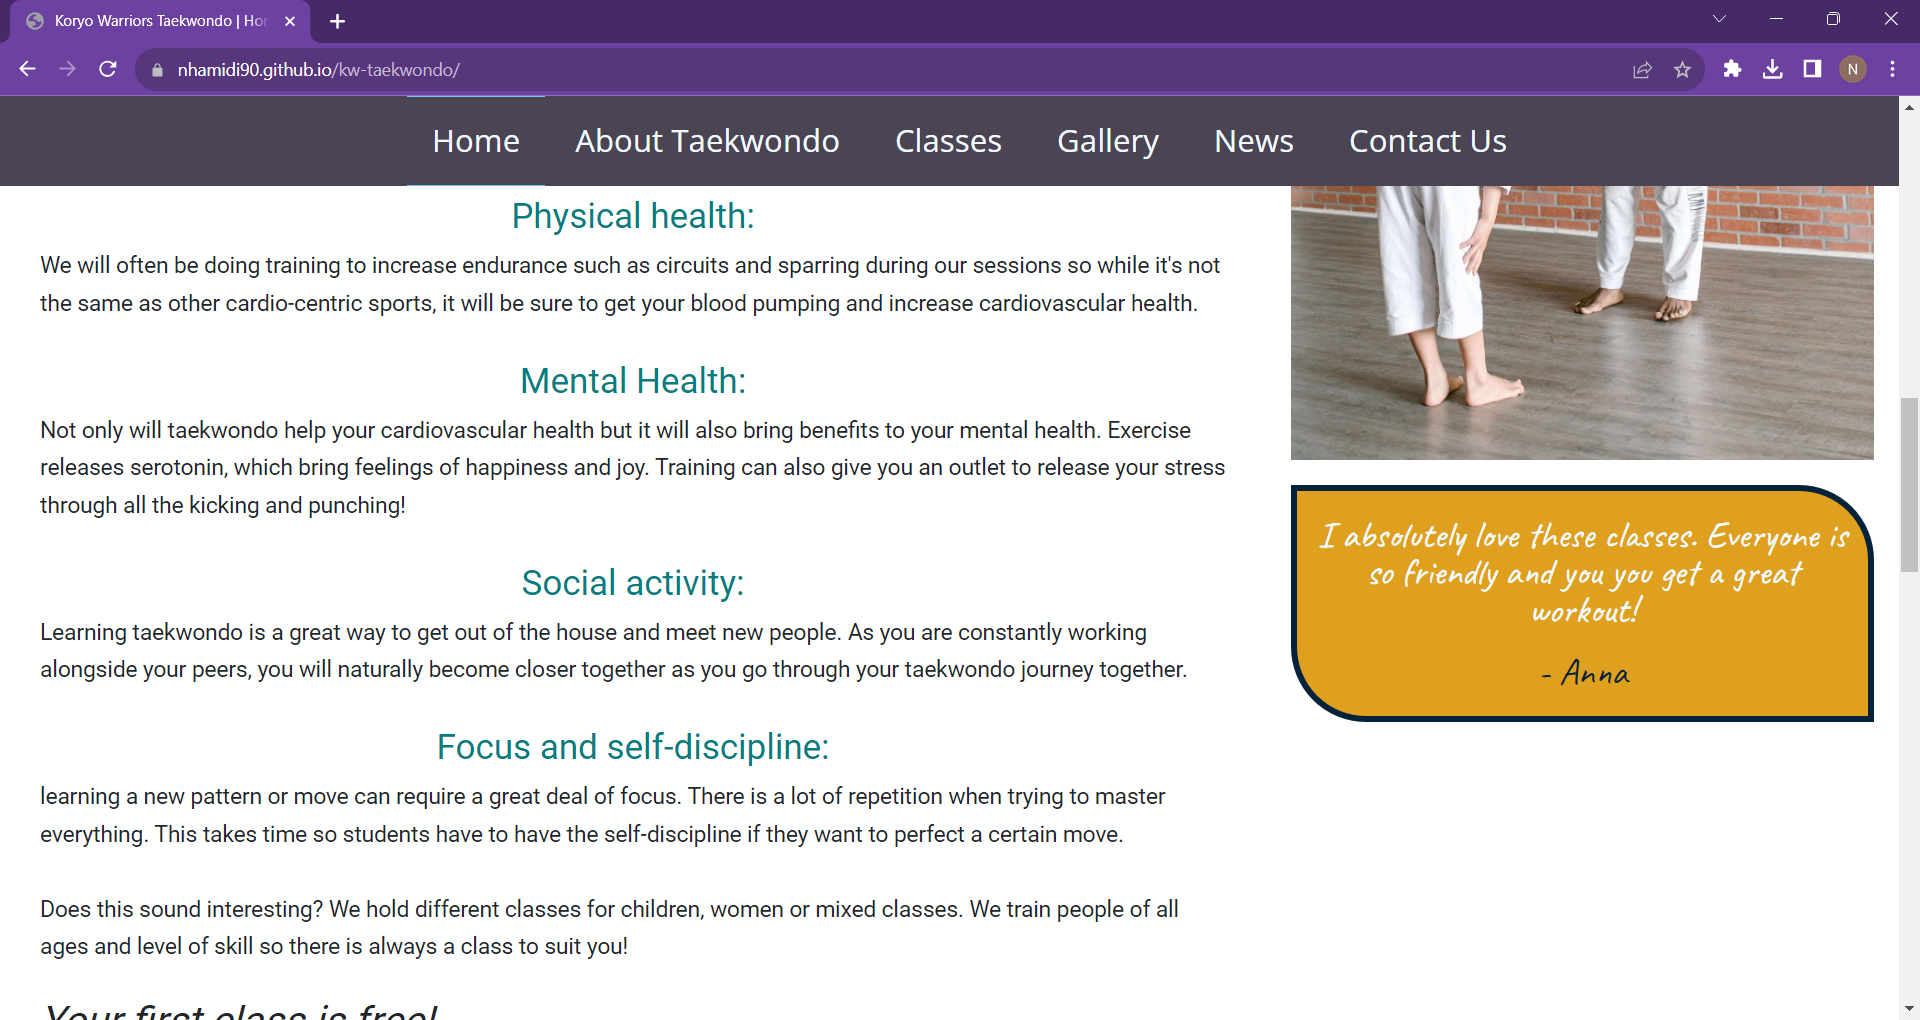 Koryo Warriors Taekwondo | Hor
nhamidi90.github.io/kw-taekwondo/
N
Home About Taekwondo Classes Gallery News Contact Us
Physical health:
We will often be doing training to increase endurance such as circuits and sparring during our sessions so while it's not
the same as other cardio-centric sports, it will be sure to get your blood pumping and increase cardiovascular health.
Mental Health:
Not only will taekwondo help your cardiovascular health but it will also bring benefits to your mental health. Exercise
releases serotonin, which bring feelings of happiness and joy. Training can also give you an outlet to release your stress
through all the kicking and punching!
Social activity:
Learning taekwondo is a great way to get out of the house and meet new people. As you are constantly working
alongside your peers, you will naturally become closer together as you go through your taekwondo journey together.
Focus and self-discipline:
learning a new pattern or move can require a great deal of focus. There is a lot of repetition when trying to master
everything. This takes time so students have to have the self-discipline if they want to perfect a certain move.
Does this sound interesting? We hold different classes for children, women or mixed classes. We train people of all
ages and level of skill so there is always a class to suit you!
Your first class is free!
I absolutely love these classes. Everyone is
so friendly and you you get a great
workout!
- Anna